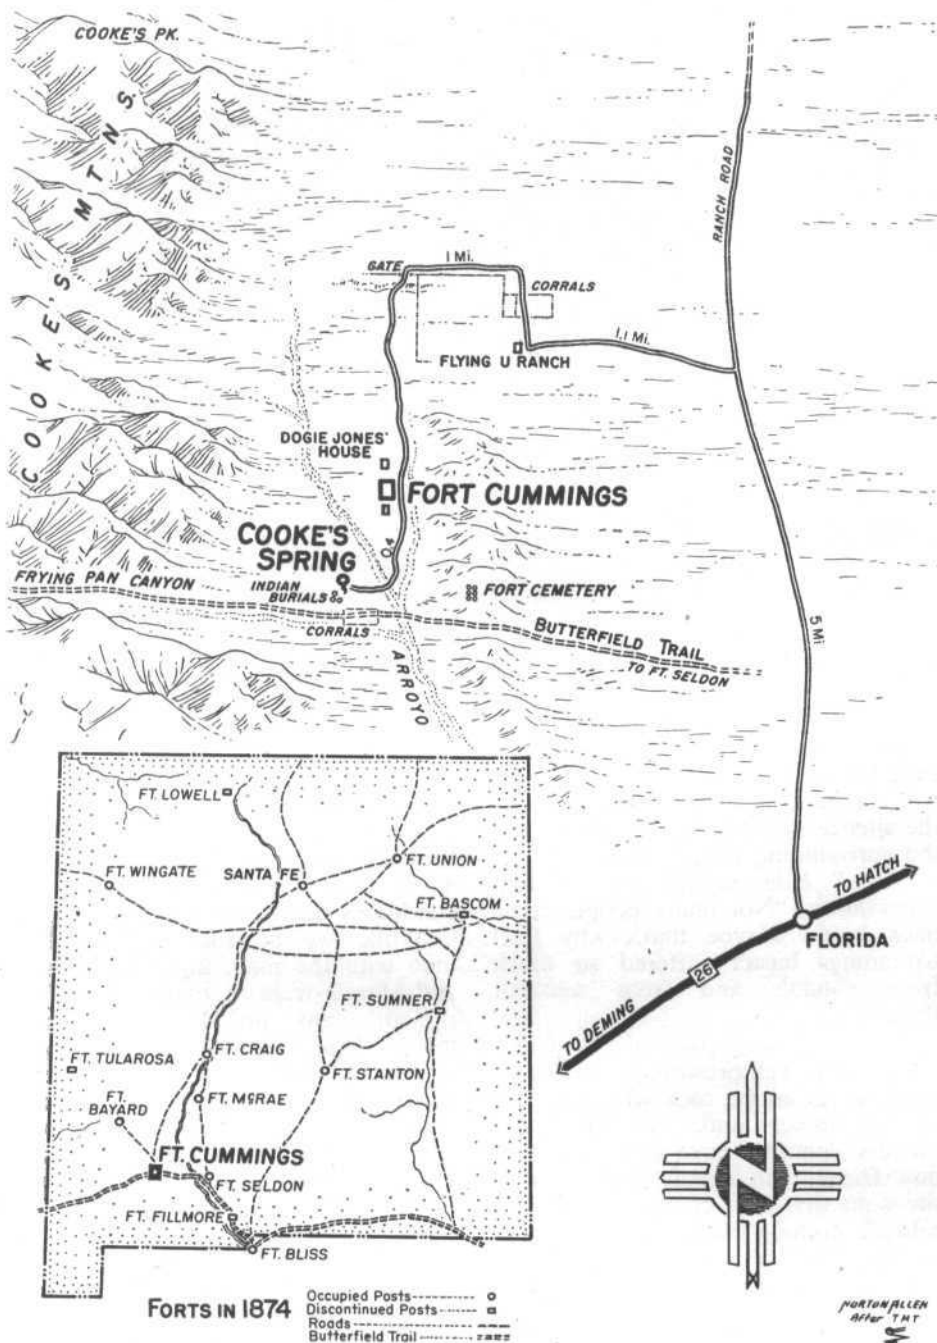 COOKE'S PK.
COOKE'S MTNS.
RANCH ROAD
GATE
1 Mi.
CORRALS
1.1 Mi.
FLYING U RANCH
DOGIE JONES'
HOUSE
FORT CUMMINGS
COOKE'S
SPRING
FRYING PAN CANYON
INDIAN
BURIALS
FORT CEMETERY
CORRALS
BUTTERFIELD TRAIL
TO FT. SELDON
ARROYO
5 Mi
TO HATCH
FLORIDA
26
TO DEMING
FT. LOWELL
FT. WINGATE
SANTA FE
FT. UNION
FT. BASCOM
FT. SUMNER
FT. CRAIG
FT. TULAROSA
FT. STANTON
FT. McRAE
FT.
BAYARD
FT. CUMMINGS
FT. SELDON
FT. FILLMORE
FT. BLISS
N
FORTS IN 1874
Occupied Posts
Discontinued Posts
Roads
Butterfield Trail
NORTON ALLEN
After TMT